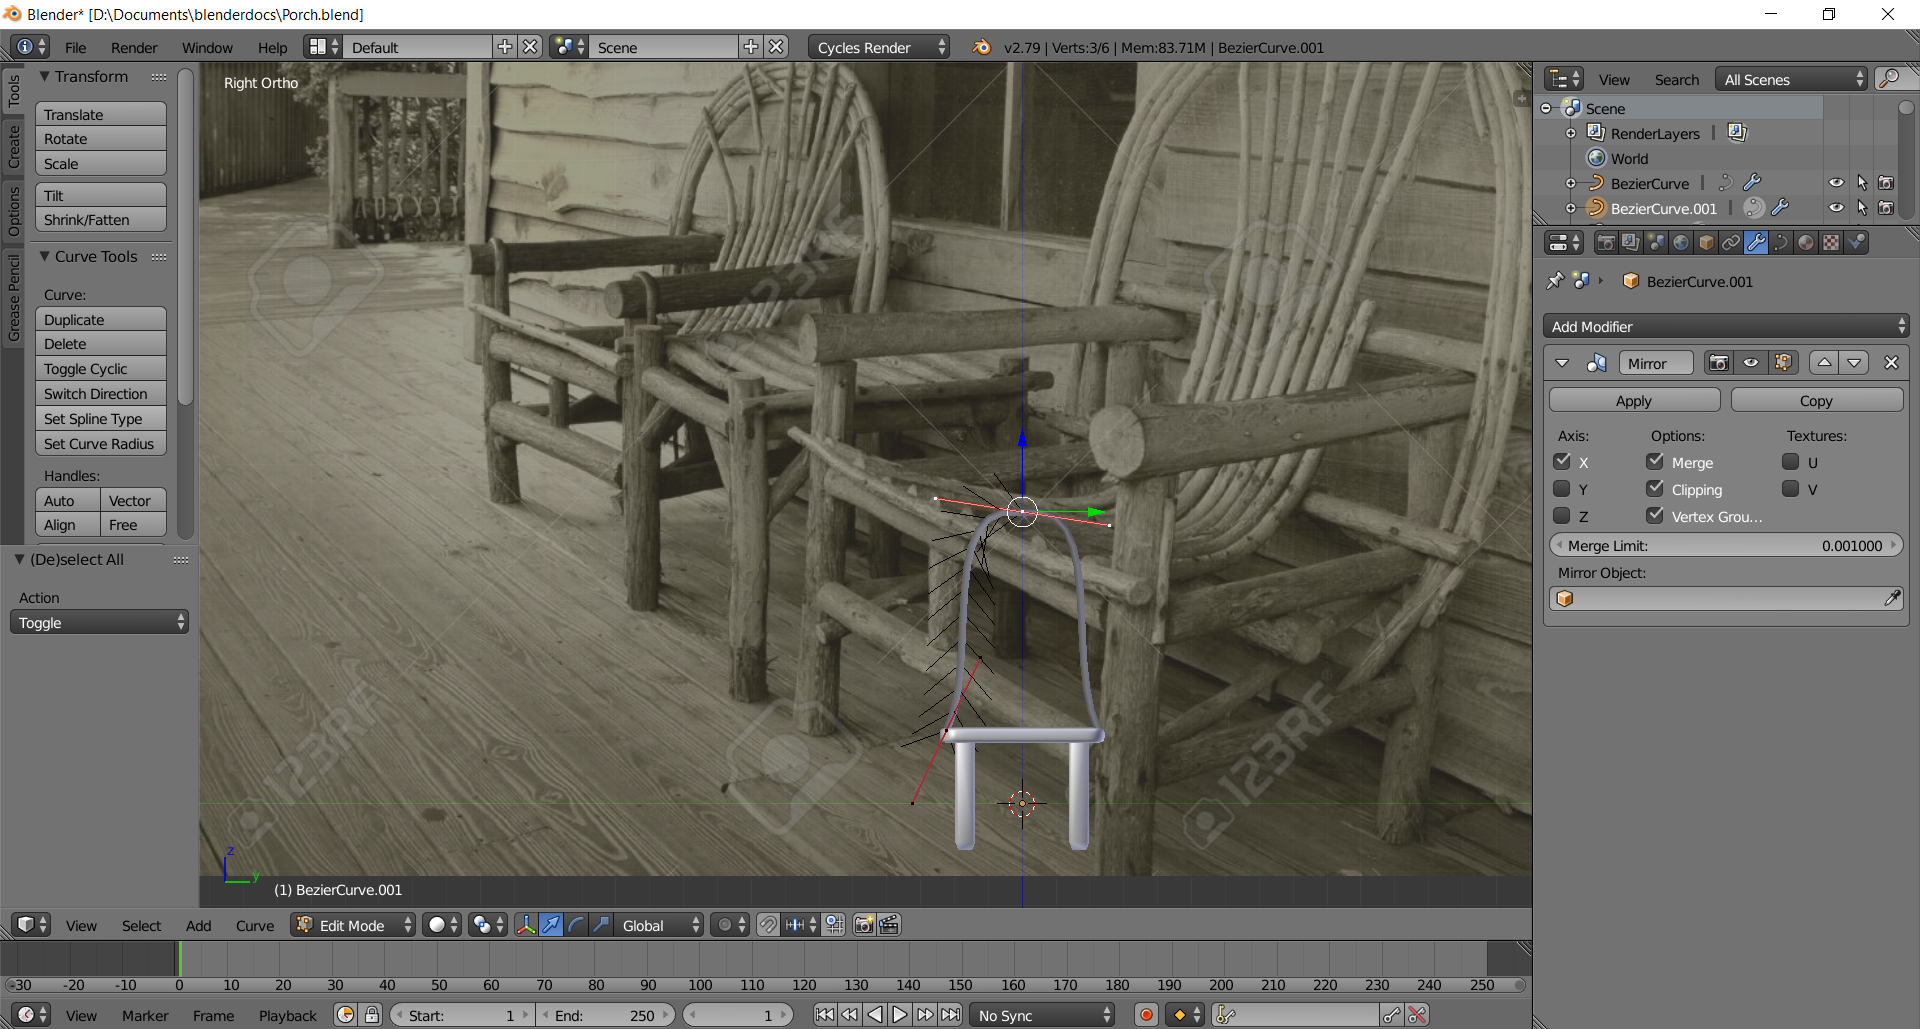 Blender* [D:\Documents\blenderdocs\Porch.blend]
File Render Window Help Default Scene Cycles Render v2.79 | Verts:3/6 | Mem:83.71M | BezierCurve.001
Tools
Create
Options
Grease Pencil
Transform
Translate
Rotate
Scale
Tilt
Shrink/Fatten
Curve Tools
Curve:
Duplicate
Delete
Toggle Cyclic
Switch Direction
Set Spline Type
Set Curve Radius
Handles:
Auto Vector
Align Free
(De)select All
Action
Toggle
Right Ortho
123RF
123RF
123RF
z
y
(1) BezierCurve.001
View Select Add Curve Edit Mode Global
-30 -20 -10 0 10 20 30 40 50 60 70 80 90 100 110 120 130 140 150 160 170 180 190 200 210 220 230 240 250
View Marker Frame Playback Start: 1 End: 250 1 No Sync
View Search All Scenes
Scene
RenderLayers
World
BezierCurve
BezierCurve.001
BezierCurve.001
Add Modifier
Mirror
Apply Copy
Axis: Options: Textures:
X Merge U
Y Clipping V
Z Vertex Grou...
Merge Limit: 0.001000
Mirror Object: